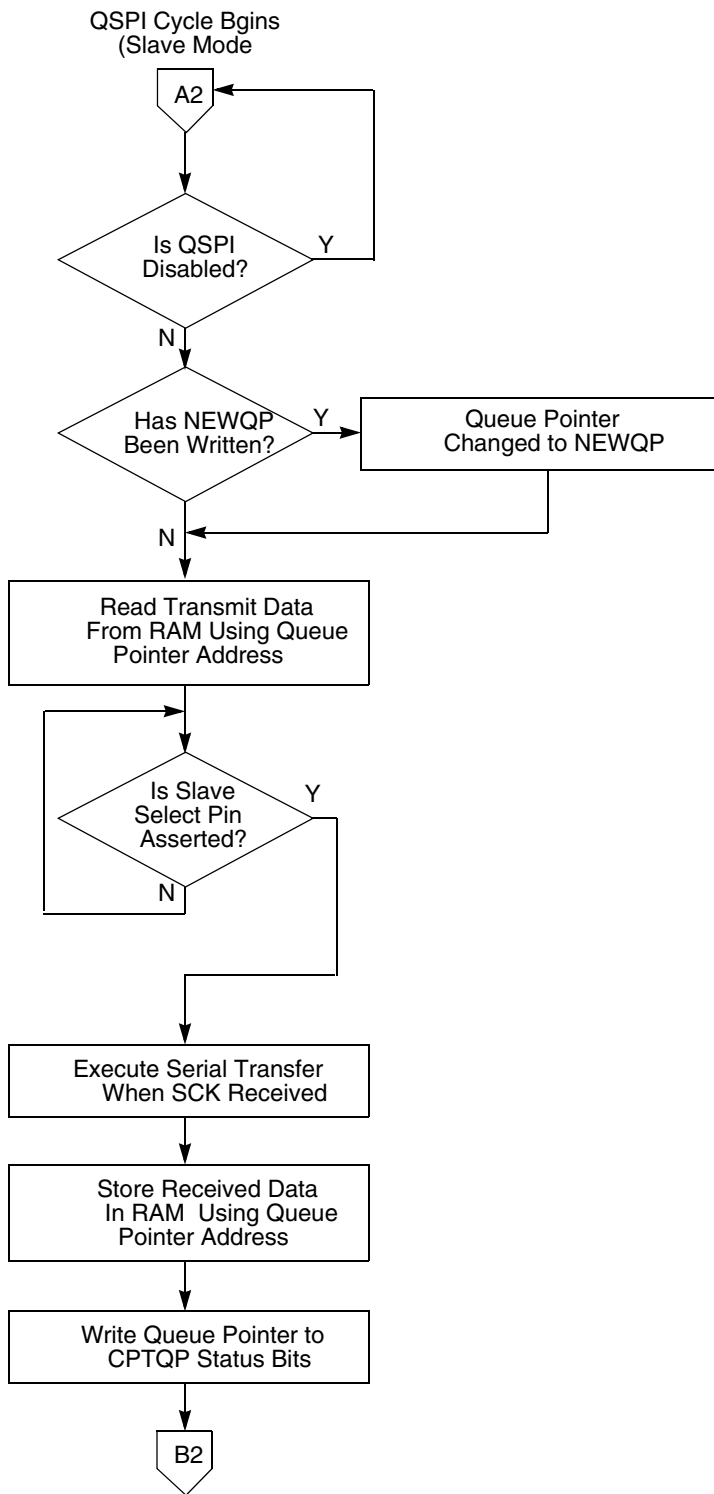 QSPI Cycle Bgins
(Slave Mode
A2
Is QSPI
Disabled?
Y
N
Has NEWQP
Been Written?
Y
Queue Pointer
Changed to NEWQP
N
Read Transmit Data
From RAM Using Queue
Pointer Address
Is Slave
Select Pin
Asserted?
Y
N
Execute Serial Transfer
When SCK Received
Store Received Data
In RAM Using Queue
Pointer Address
Write Queue Pointer to
CPTQP Status Bits
B2